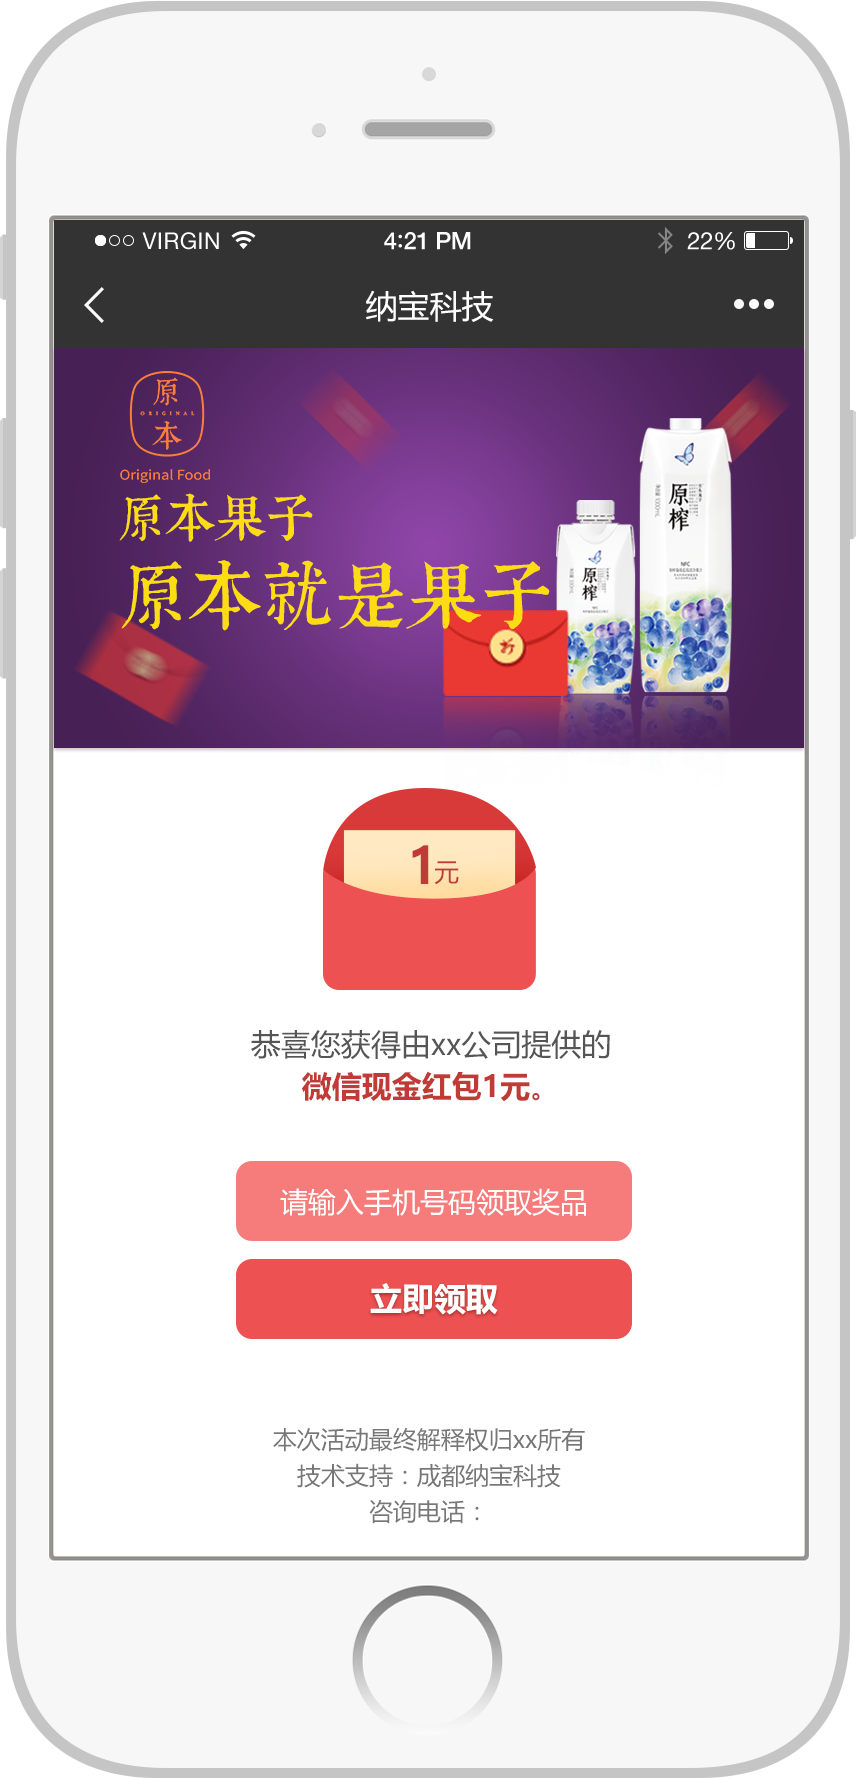 VIRGIN
4:21 PM
22%
纳宝科技
原
ORIGINAL
本
Original Food
原本果子
原本就是果子
原榨
NFC
原榨
NFC
1元
恭喜您获得由xx公司提供的
微信现金红包1元。
请输入手机号码领取奖品
立即领取
本次活动最终解释权归xx所有
技术支持：成都纳宝科技
咨询电话：